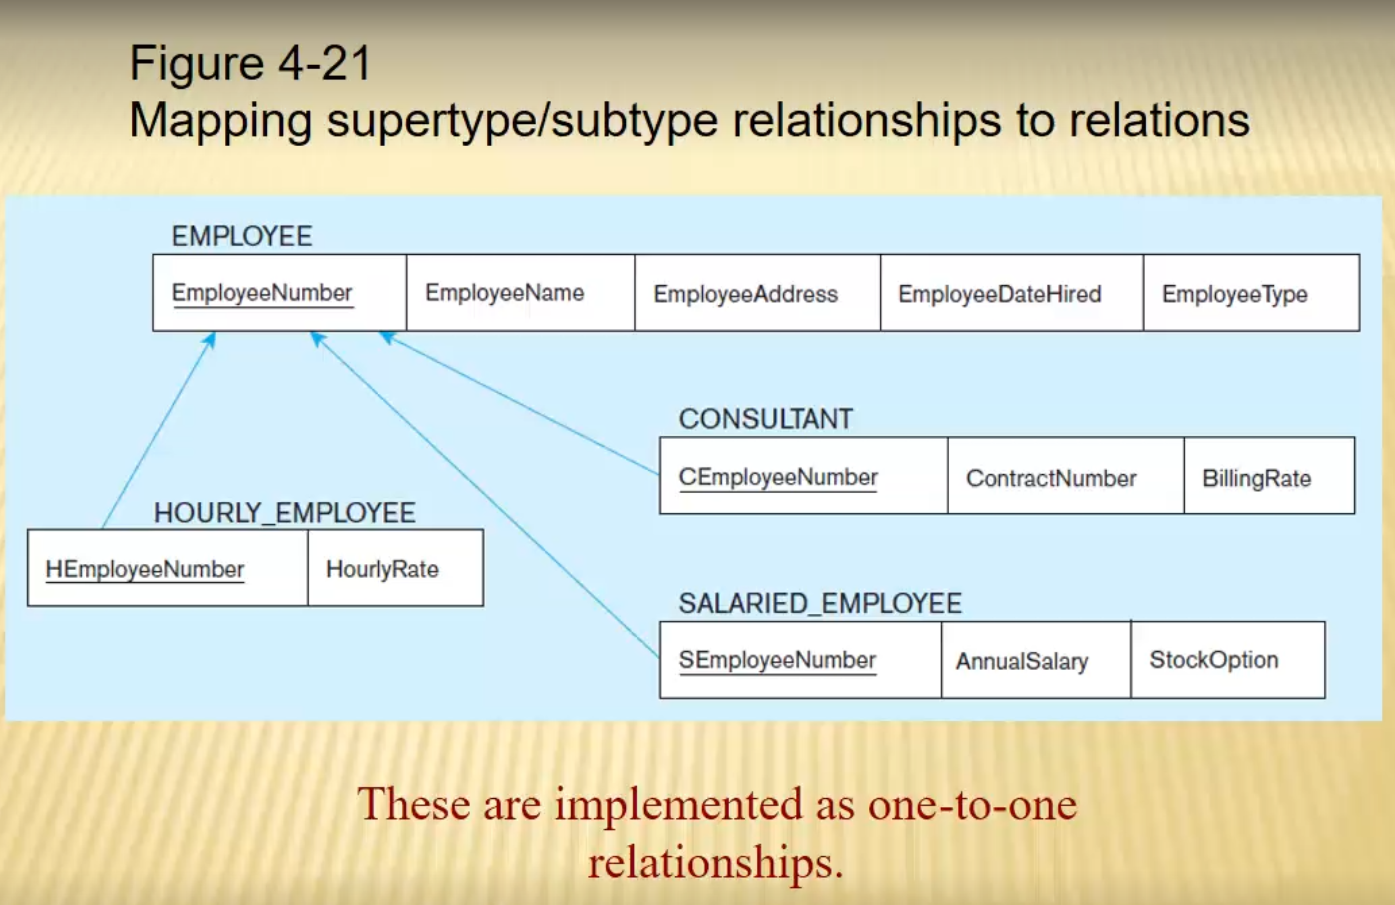 Figure 4-21
Mapping supertype/subtype relationships to relations
EMPLOYEE
EmployeeNumber EmployeeName EmployeeAddress EmployeeDateHired EmployeeType
CONSULTANT
CEmployeeNumber ContractNumber BillingRate
HOURLY_EMPLOYEE
HEmployeeNumber HourlyRate
SALARIED_EMPLOYEE
SEmployeeNumber AnnualSalary StockOption
These are implemented as one-to-one
relationships.